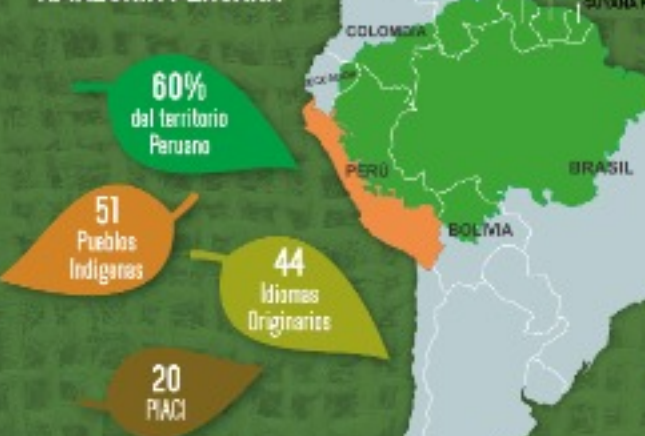 60%
del territorio
Peruano
51
Pueblos
Indígenas
44
Idiomas
Originarios
20
PIACI
COLOMBIA
ECUADOR
PERÚ
BRASIL
BOLIVIA